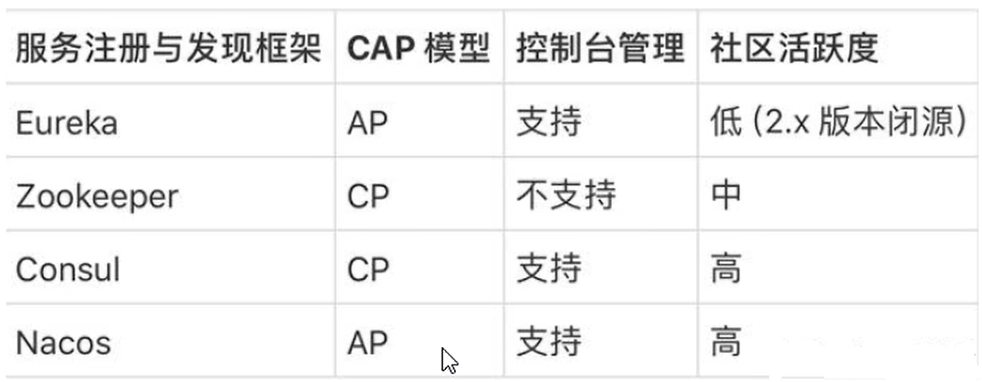 服务注册与发现框架 CAP 模型 控制台管理 社区活跃度
Eureka AP 支持 低 (2.x 版本闭源)
Zookeeper CP 不支持 中
Consul CP 支持 高
Nacos AP 支持 高